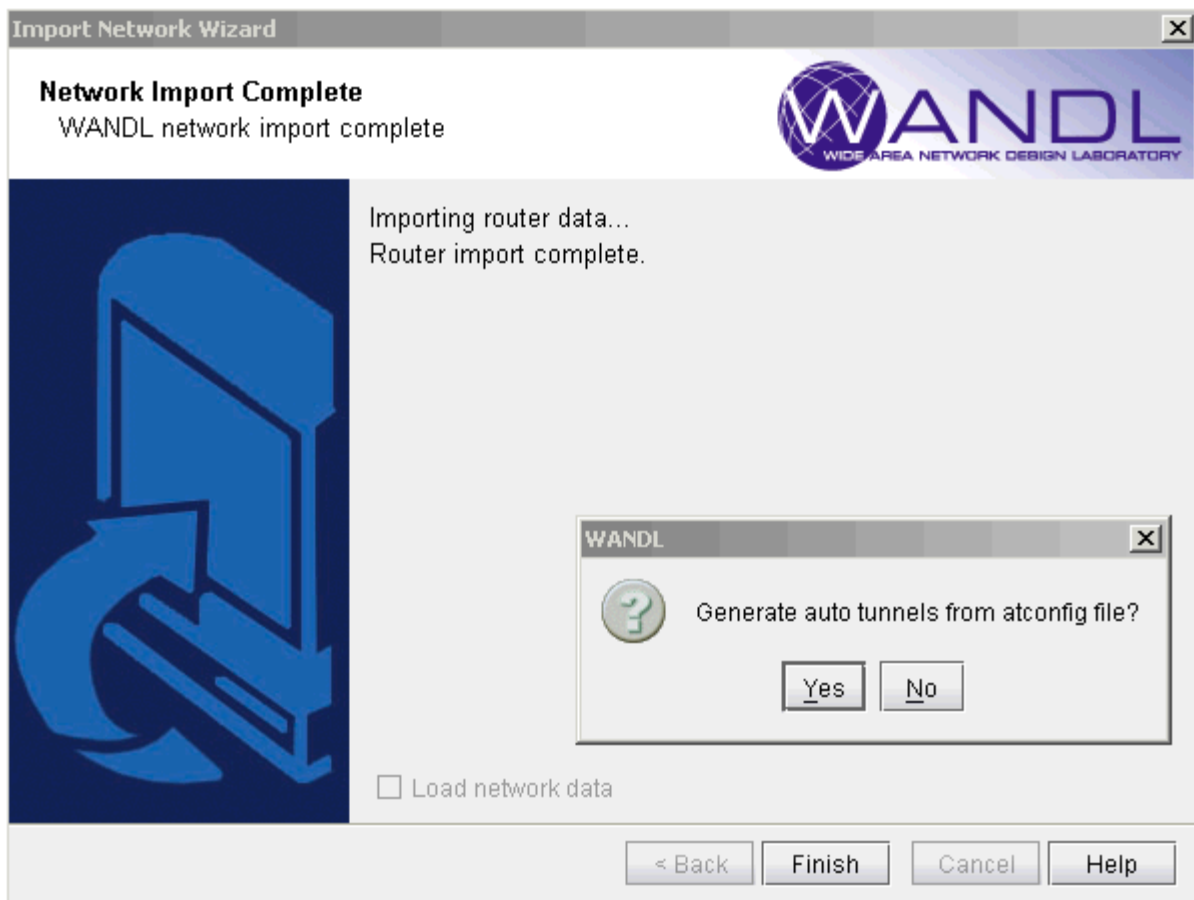 Import Network Wizard
Network Import Complete
WANDL network import complete
WANDL
WIDE AREA NETWORK DESIGN LABORATORY
Importing router data...
Router import complete.
WANDL
Generate auto tunnels from atconfig file?
Yes No
Load network data
< Back Finish Cancel Help